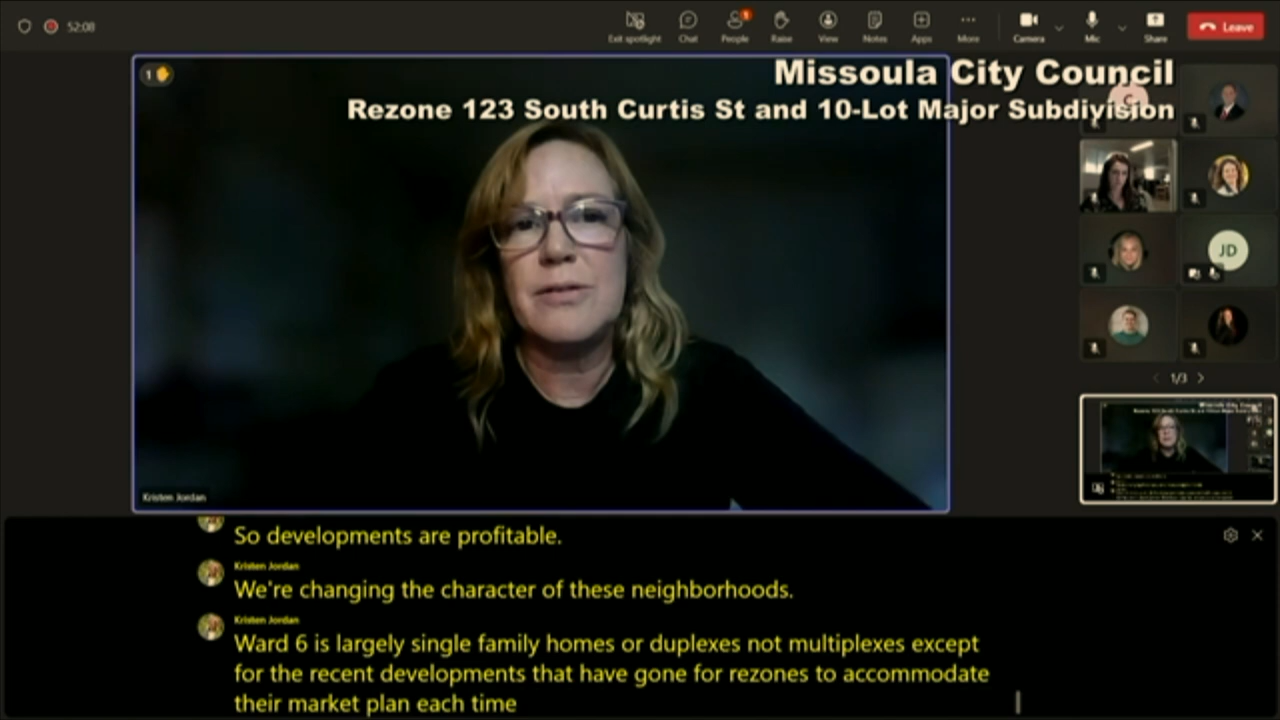 52:08
Exit spotlight
Chat
People
1
Raise
View
Notes
Apps
More
Camera
Mic
Share
Leave
1
Missoula City Council
Rezone 123 South Curtis St and 10-Lot Major Subdivision
JD
1/3
Kristen Jordan
So developments are profitable.
Kristen Jordan
We're changing the character of these neighborhoods.
Kristen Jordan
Ward 6 is largely single family homes or duplexes not multiplexes except
for the recent developments that have gone for rezones to accommodate
their market plan each time